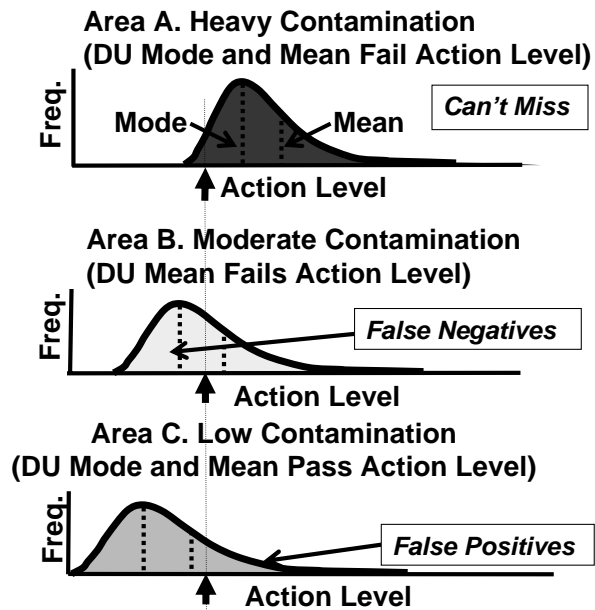 Area A. Heavy Contamination
(DU Mode and Mean Fail Action Level)
Freq.
Mode
Mean
Can't Miss
Action Level
Area B. Moderate Contamination
(DU Mean Fails Action Level)
Freq.
False Negatives
Action Level
Area C. Low Contamination
(DU Mode and Mean Pass Action Level)
Freq.
False Positives
Action Level